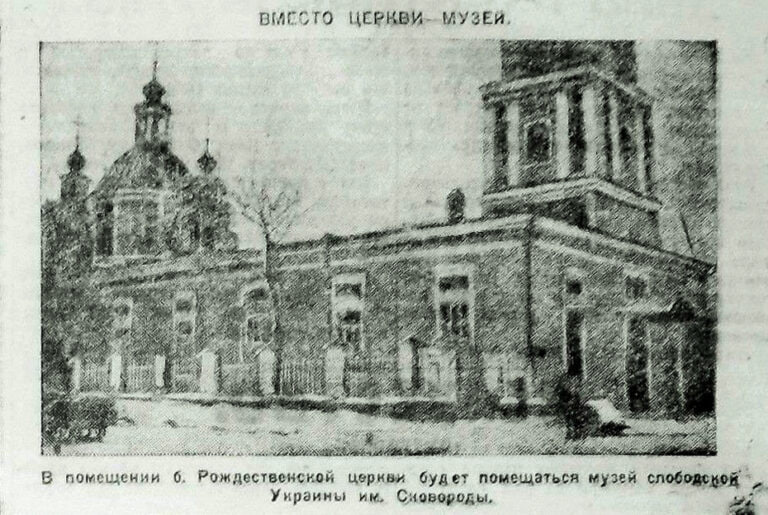 ВМЕСТО ЦЕРКВИ—МУЗЕЙ.
В помещении б. Рождественской церкви будет помещаться музей слободской
Украины им. Сковороды.